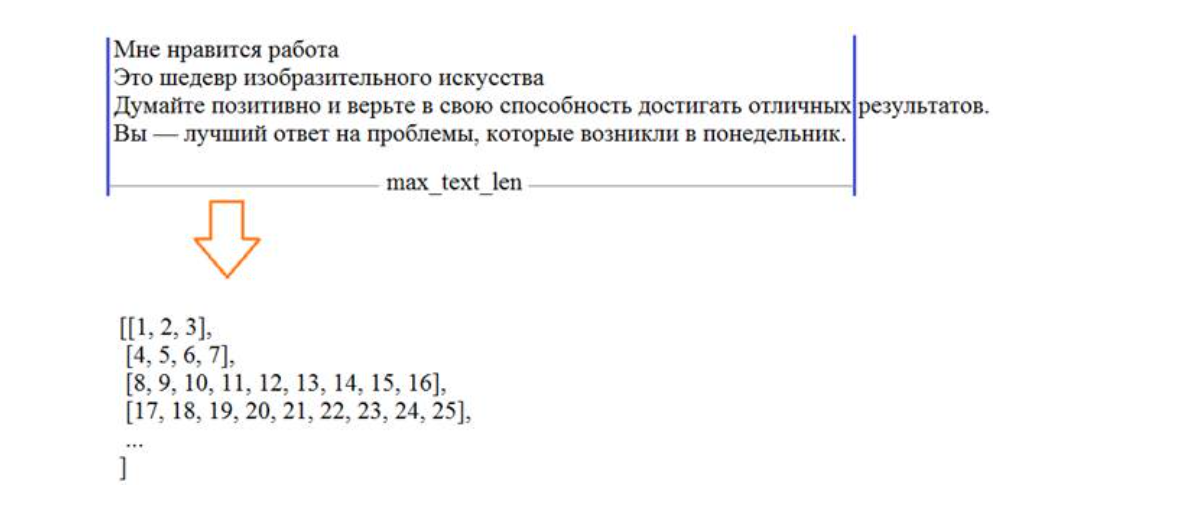 Мне нравится работа
Это шедевр изобразительного искусства
Думайте позитивно и верьте в свою способность достигать отличных результатов.
Вы — лучший ответ на проблемы, которые возникли в понедельник.
max_text_len
[[1, 2, 3],
[4, 5, 6, 7],
[8, 9, 10, 11, 12, 13, 14, 15, 16],
[17, 18, 19, 20, 21, 22, 23, 24, 25],
...
]